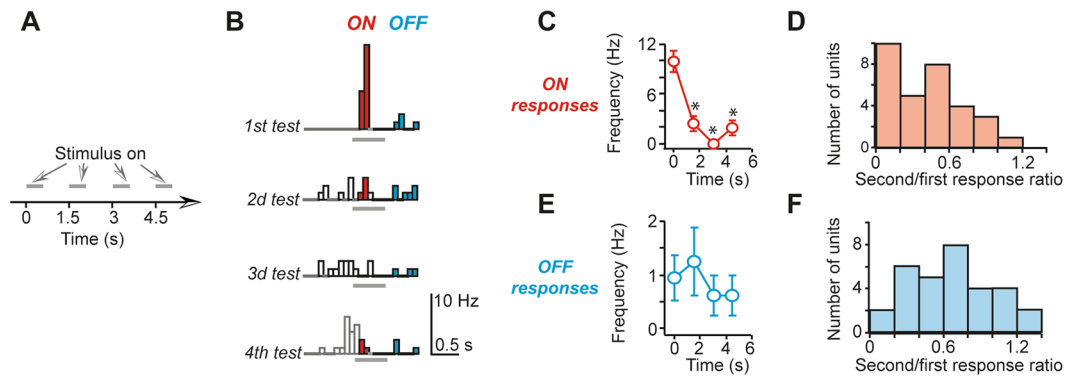 A
Stimulus on
0 1.5 3 4.5
Time (s)
B
ON OFF
1st test
2d test
3d test
4th test
10 Hz
0.5 s
C
ON
responses
Frequency (Hz)
12
8
4
0
* * *
0 2 4 6
Time (s)
D
Number of units
8
4
0
0 0.6 1.2
Second/first response ratio
E
OFF
responses
Frequency (Hz)
2
1
0
0 2 4 6
Time (s)
F
Number of units
8
4
0
0 0.6 1.2
Second/first response ratio